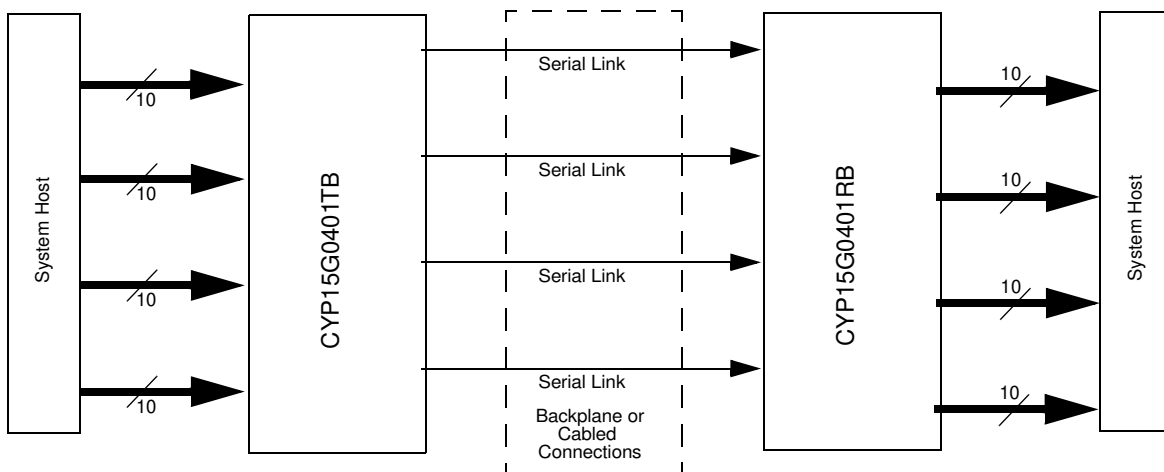 System Host
10
10
10
10
CYP15G0401TB
Serial Link
Serial Link
Serial Link
Serial Link
Backplane or
Cabled
Connections
CYP15G0401RB
10
10
10
10
System Host